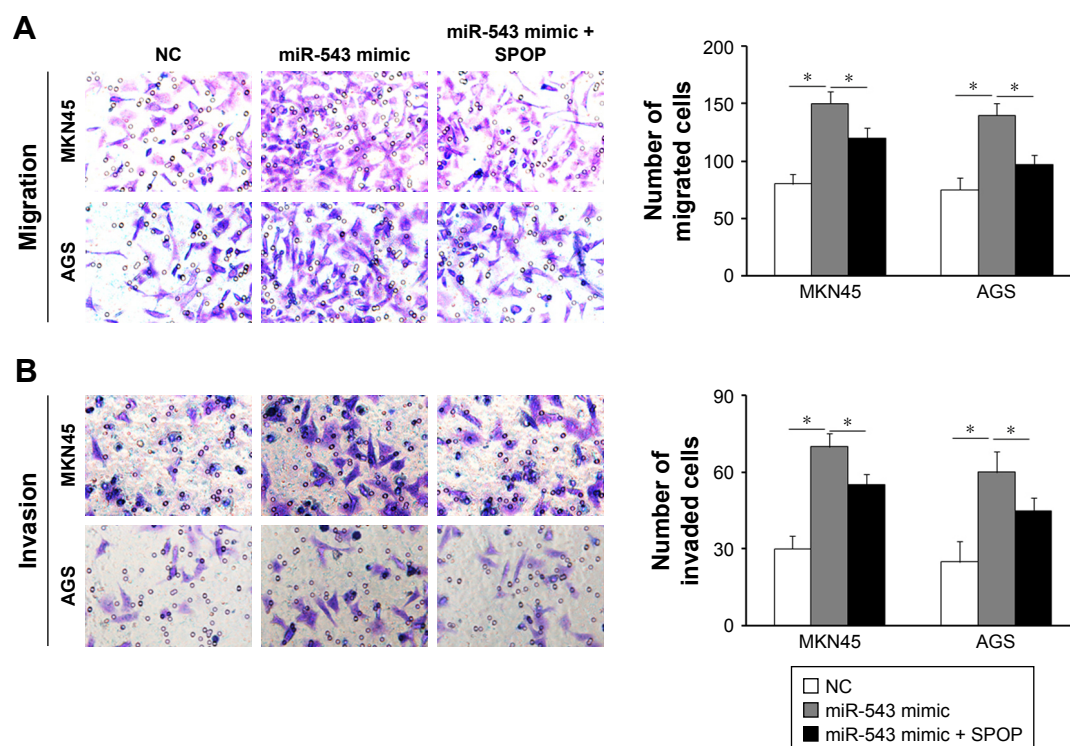 A
NC
miR-543 mimic
miR-543 mimic +
SPOP
Migration
MKN45
AGS
Number of
migrated cells
200
150
100
50
0
* * * *
MKN45 AGS
B
Invasion
MKN45
AGS
Number of
invaded cells
90
60
30
0
* * * *
MKN45 AGS
NC
miR-543 mimic
miR-543 mimic + SPOP